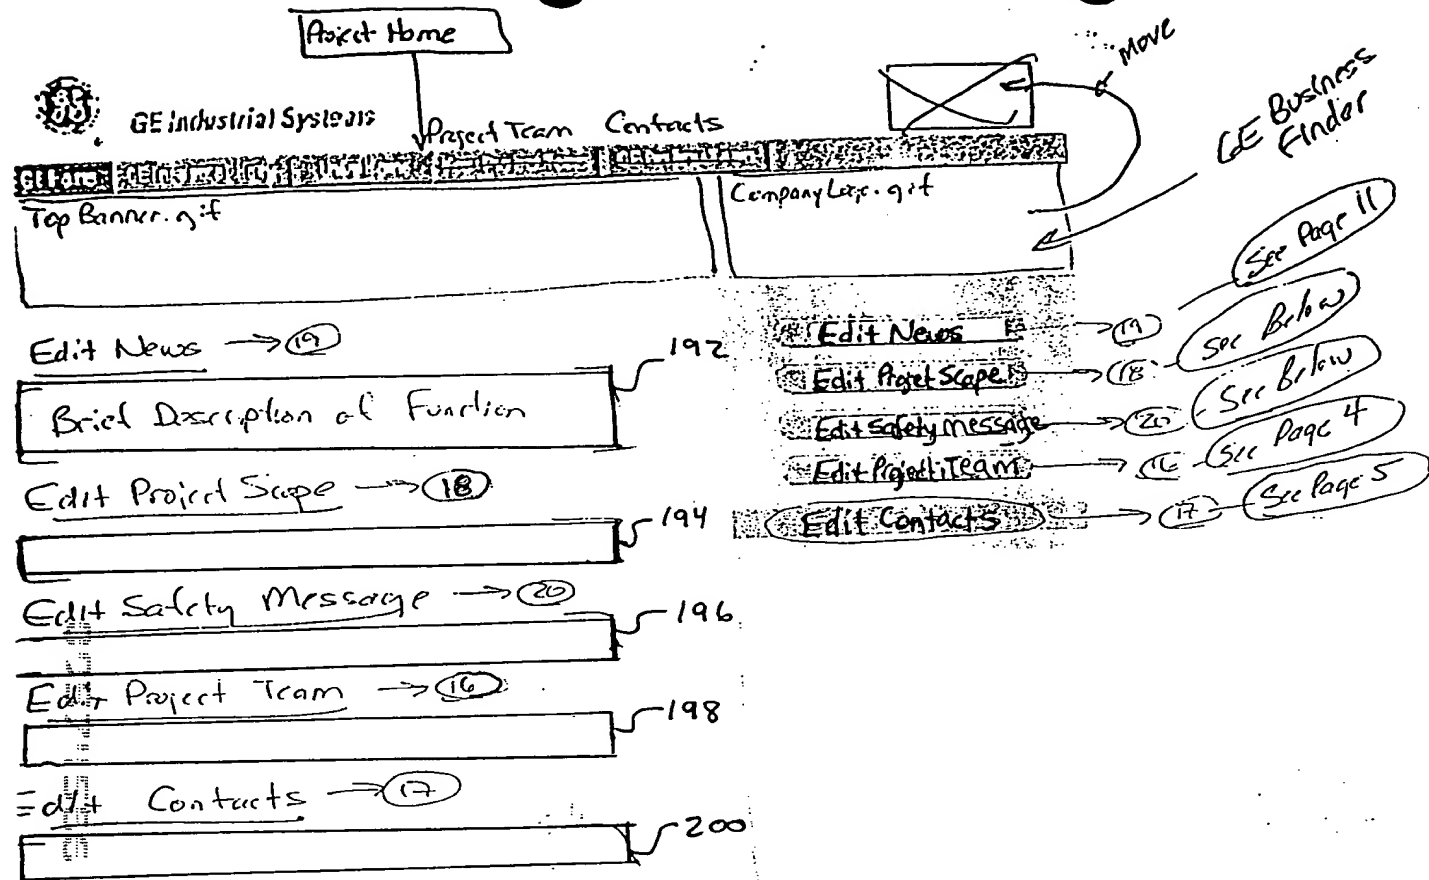 Project Home
Move
GE Business
Finder
GE Industrial Systems
Project Team Contacts
Top Banner.gif
Company Logo.gif
See Page 11
Edit News → 19
192
Brief Description of Function
Edit Project Scope → 18
194
Edit Safety Message → 20
196
Edit Project Team → 16
198
Edit Contacts → 17
200
Edit News → 19
Edit Projet Scope → 18 See Below
Edit Safety Message → 20 See Below
Edit Project Team → 16 See Page 4
Edit Contacts → 17 See Page 5